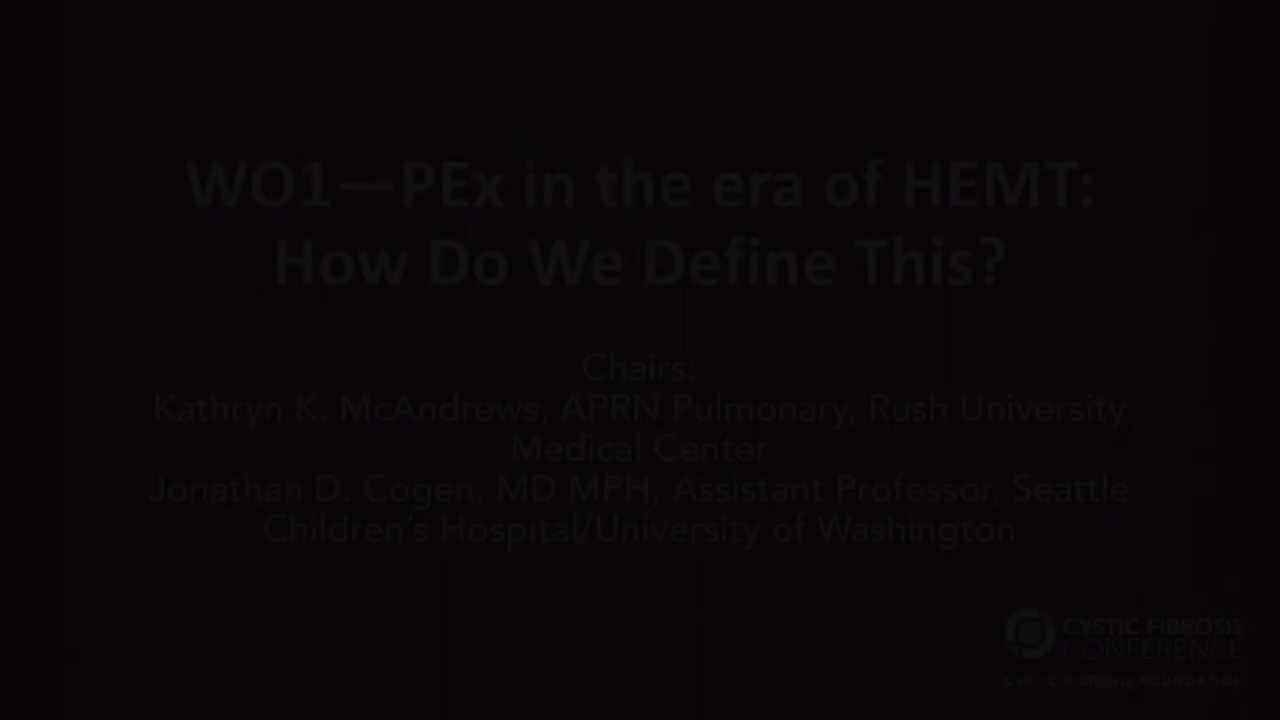 WO1—PEx in the era of HEMT:
How Do We Define This?
Chairs:
Kathryn K. McAndrews, APRN Pulmonary, Rush University
Medical Center
Jonathan D. Cogen, MD MPH, Assistant Professor, Seattle
Children's Hospital/University of Washington
CYSTIC FIBROSIS
CONFERENCE
CYSTIC FIBROSIS FOUNDATION